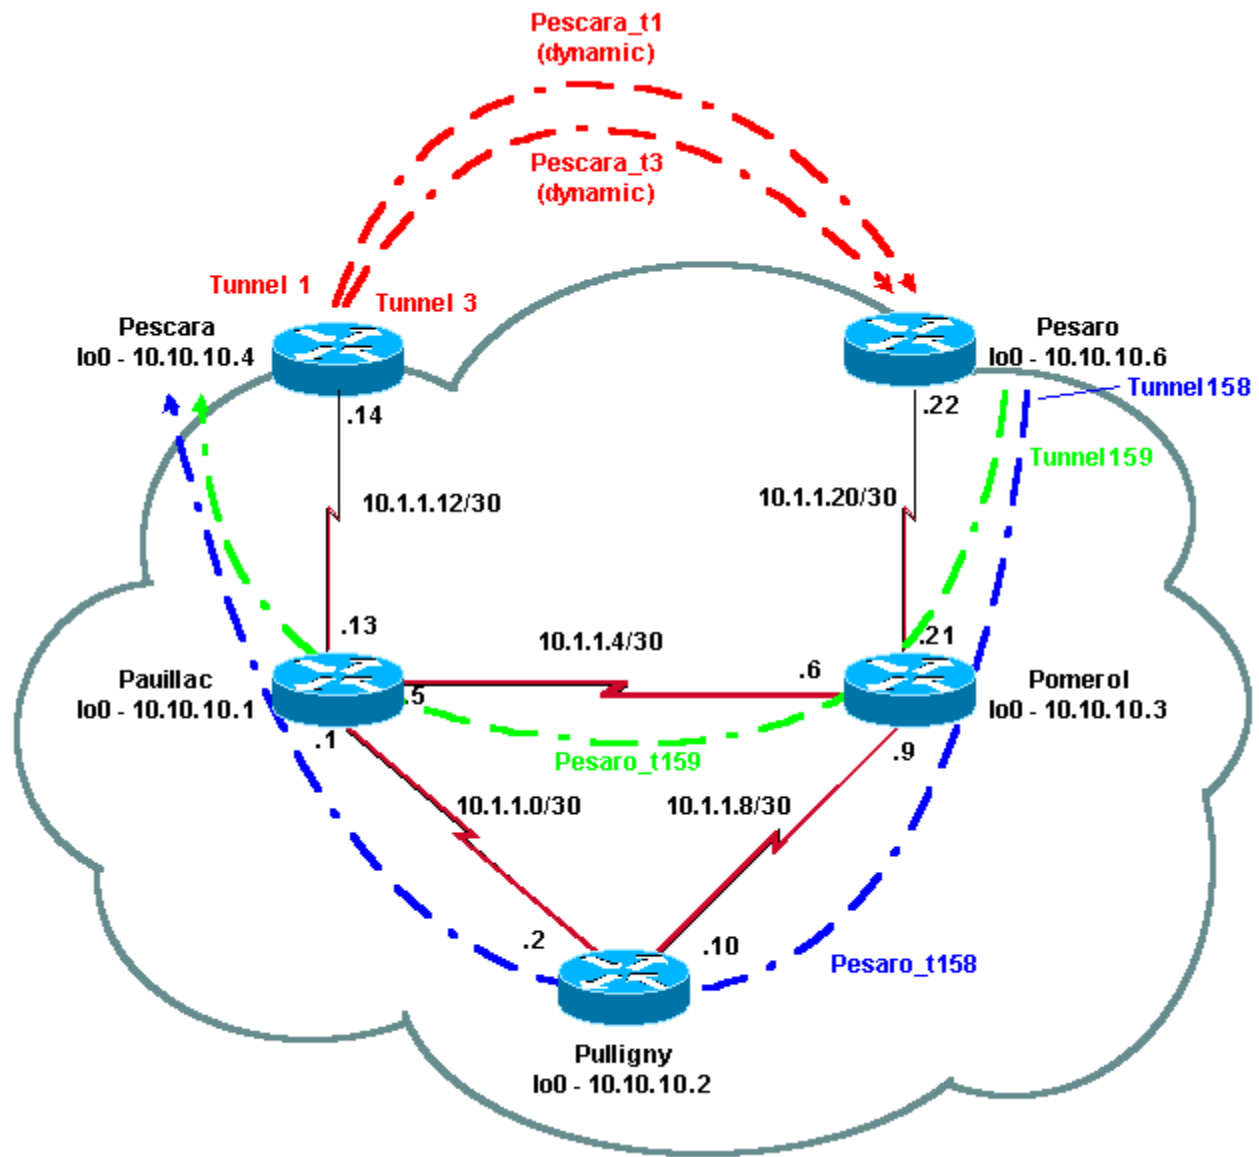 Pescara_t1
(dynamic)
Pescara_t3
(dynamic)
Tunnel 1
Tunnel 3
Pescara
lo0 - 10.10.10.4
Pesaro
lo0 - 10.10.10.6
Tunnel158
.14
.22
Tunnel159
10.1.1.12/30
10.1.1.20/30
.13
10.1.1.4/30
.21
.6
Pauillac
lo0 - 10.10.10.1
.5
Pomerol
lo0 - 10.10.10.3
.1
.9
Pesaro_t159
10.1.1.0/30
10.1.1.8/30
.2
.10
Pesaro_t158
Pulligny
lo0 - 10.10.10.2